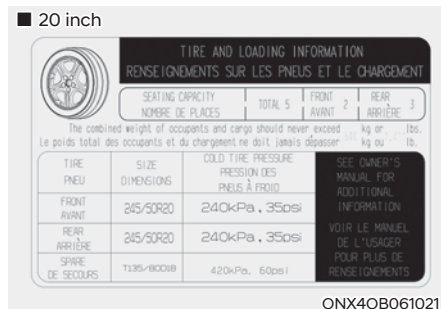 ■ 20 inch
TIRE AND LOADING INFORMATION
RENSEIGNEMENTS SUR LES PNEUS ET LE CHARGEMENT
SEATING CAPACITY
NOMBRE DE PLACES
TOTAL 5
FRONT
AVANT
2
REAR
ARRIÈRE
3
The combined weight of occupants and cargo should never exceed kg or lbs.
Le poids total des occupants et du chargement ne doit jamais dépasser kg ou lb.
TIRE
PNEU
SIZE
DIMENSIONS
COLD TIRE PRESSURE
PRESSION DES
PNEUS À FROID
SEE OWNER'S
MANUAL FOR
ADDITIONAL
INFORMATION
VOIR LE MANUEL
DE L'USAGER
POUR PLUS DE
RENSEIGNEMENTS
FRONT
AVANT
245/50R20
240kPa, 35psi
REAR
ARRIÈRE
245/50R20
240kPa, 35psi
SPARE
DE SECOURS
T135/80D18
420kPa, 60psi
ONX4OB061021